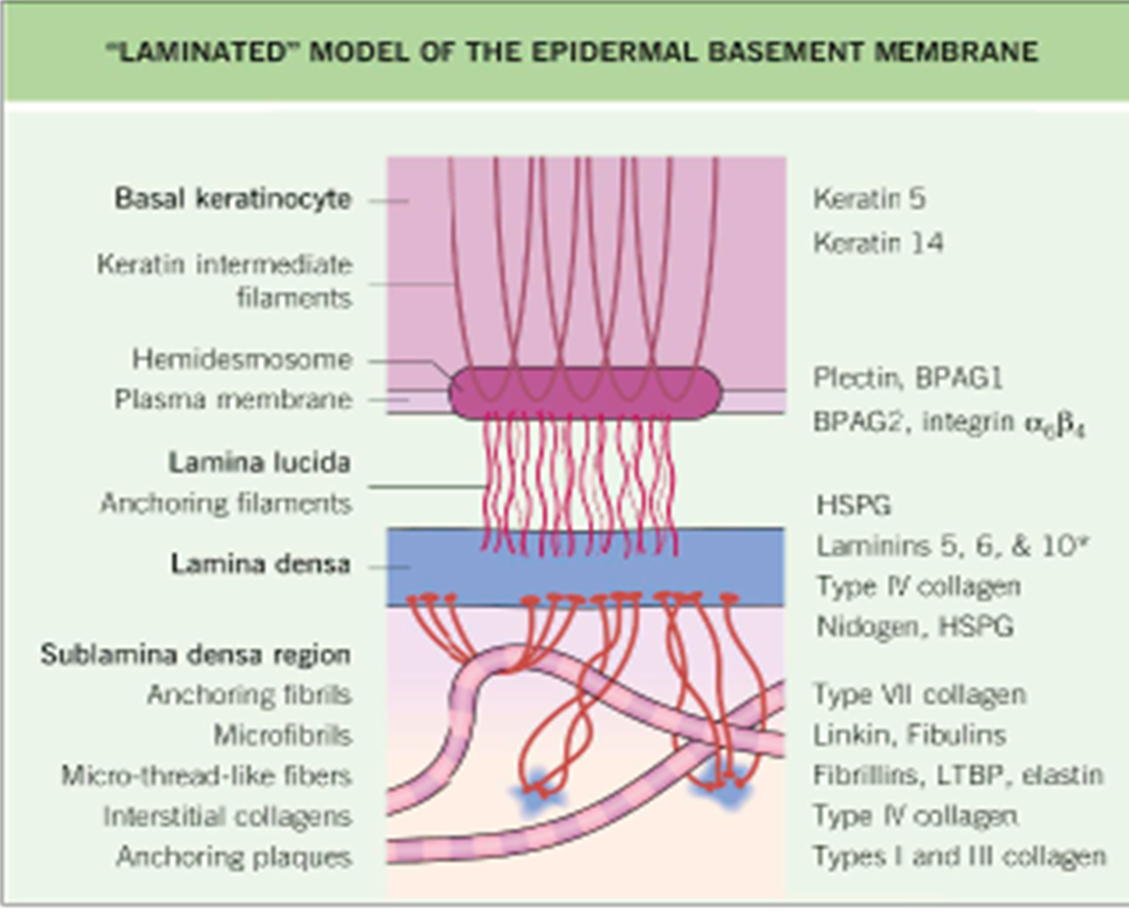 “LAMINATED” MODEL OF THE EPIDERMAL BASEMENT MEMBRANE
Basal keratinocyte
Keratin intermediate
filaments
Hemidesmosome
Plasma membrane
Lamina lucida
Anchoring filaments
Lamina densa
Sublamina densa region
Anchoring fibrils
Microfibrils
Micro-thread-like fibers
Interstitial collagens
Anchoring plaques
Keratin 5
Keratin 14
Plectin, BPAG1
BPAG2, integrin α₆β₄
HSPG
Laminins 5, 6, & 10*
Type IV collagen
Nidogen, HSPG
Type VII collagen
Linkin, Fibulins
Fibrillins, LTBP, elastin
Type IV collagen
Types I and III collagen